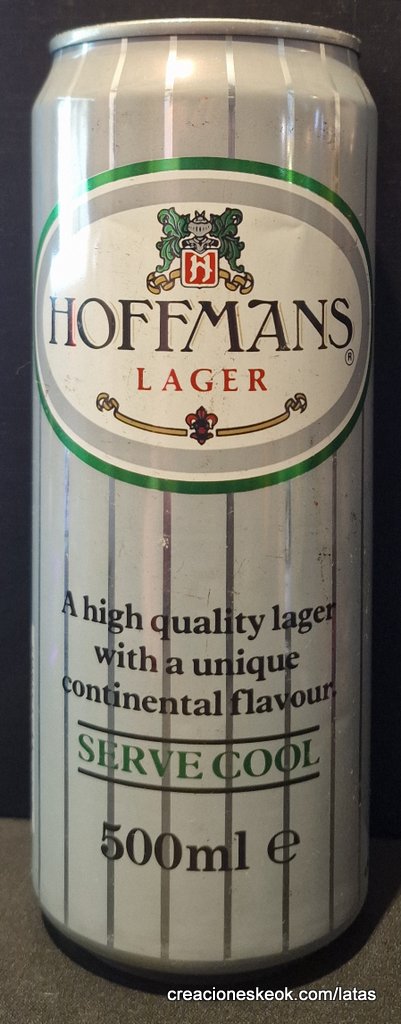 H
HOFFMANS®
LAGER
A high quality lager
with a unique
continental flavour.
SERVE COOL
500ml ℮
creacioneskeok.com/latas